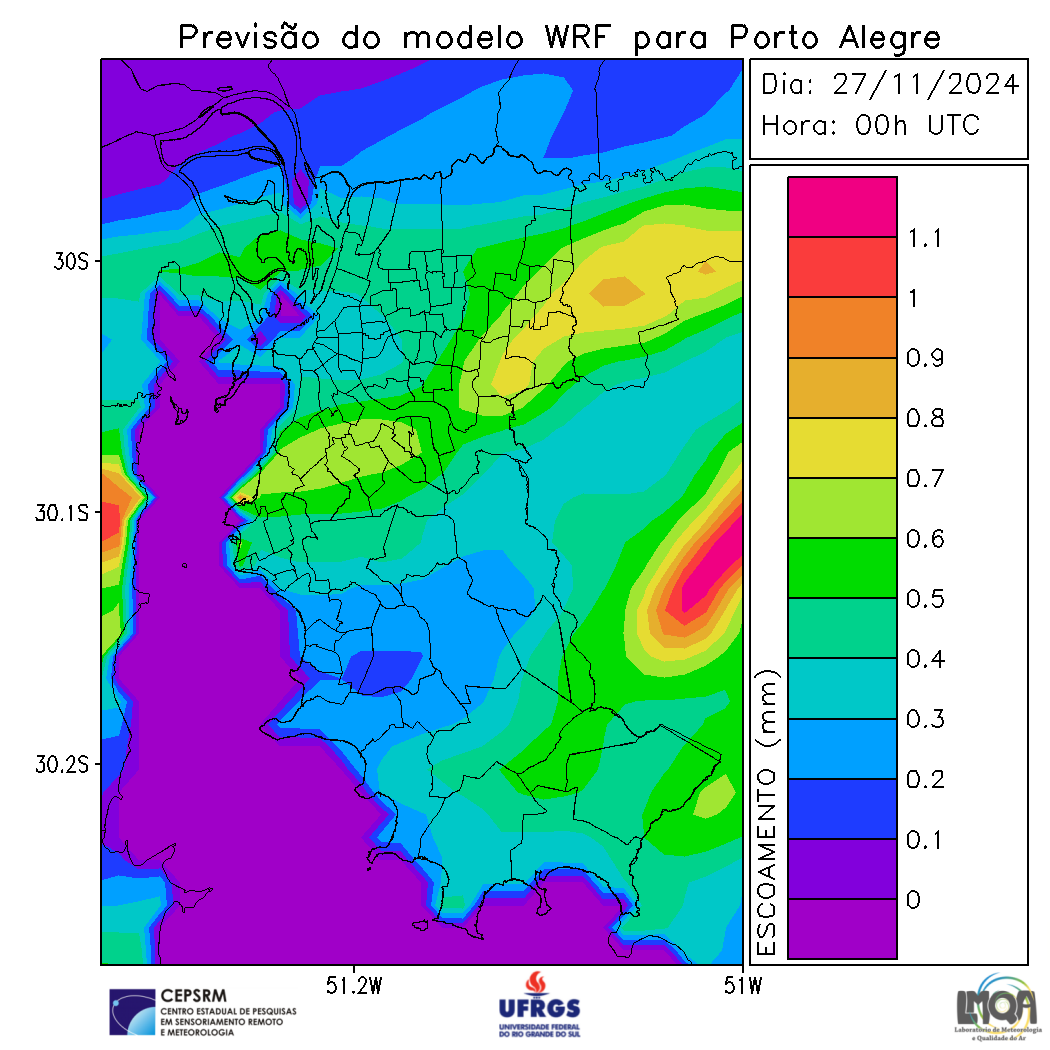 Previsão do modelo WRF para Porto Alegre
Dia: 27/11/2024
Hora: 00h UTC
30S
30.1S
30.2S
51.2W
51W
ESCOAMENTO (mm)
1.1
1
0.9
0.8
0.7
0.6
0.5
0.4
0.3
0.2
0.1
0
CEPSRM
CENTRO ESTADUAL DE PESQUISAS
EM SENSORIAMENTO REMOTO
E METEOROLOGIA
UFRGS
UNIVERSIDADE FEDERAL
DO RIO GRANDE DO SUL
LMQA
Laboratório de Meteorologia
e Qualidade do Ar